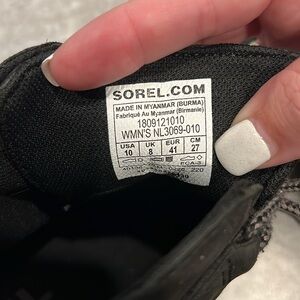 SOREL.COM
MADE IN MYANMAR (BURMA)
Fabriqué Au Myanmar (Birmanie)
1809121010
WMN'S NL3069-010
USA UK EUR CM
10 8 41 27
220